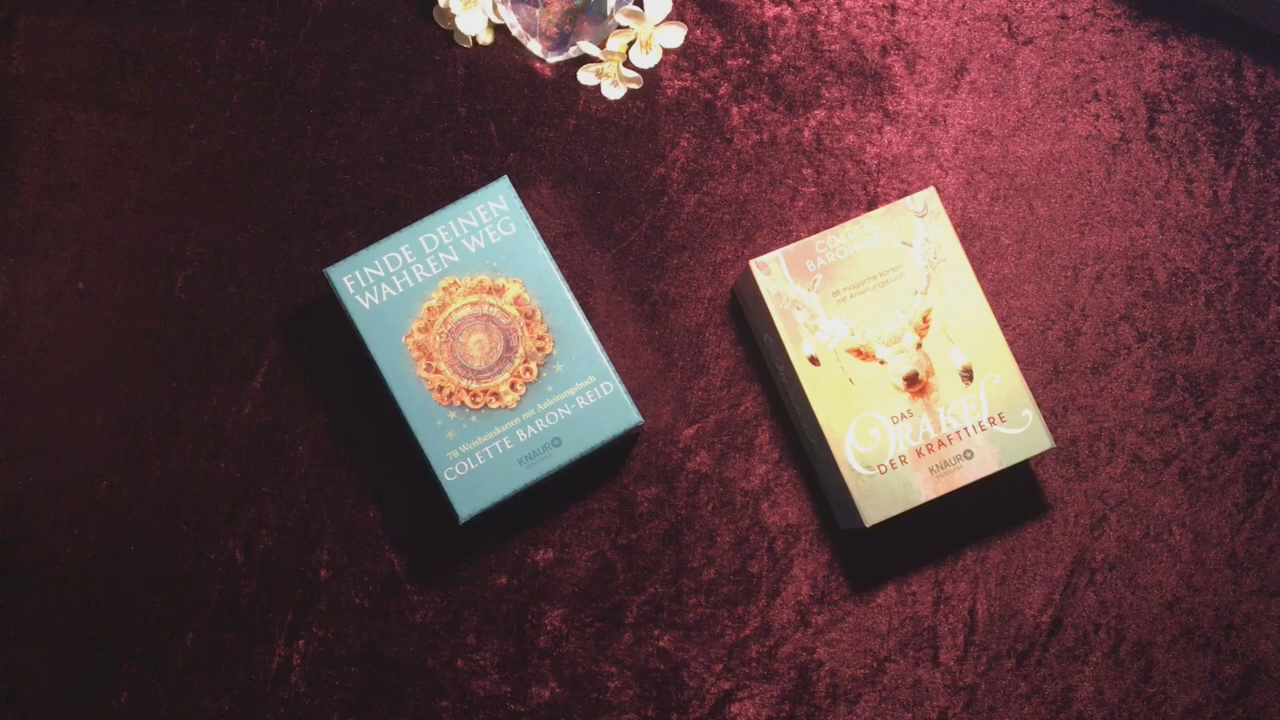 FINDE DEINEN
WAHREN WEG
78 Weisheitskarten mit Anleitungsbuch
COLETTE BARON-REID
KNAUR
COLETTE
BARON-REID
68 magische Karten
mit Anleitungsbuch
DAS
ORAKEL
DER KRAFTTIERE
KNAUR